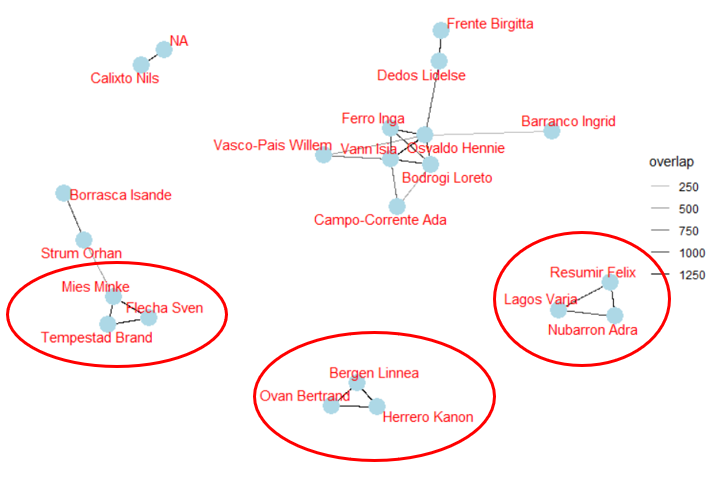 Frente Birgitta
NA
Calixto Nils
Dedos Lidelse
Ferro Inga
Barranco Ingrid
Vasco-Pais Willem
Vann Isia
Osvaldo Hennie
Bodrogi Loreto
Campo-Corrente Ada
Borrasca Isande
Strum Orhan
Mies Minke
Flecha Sven
Tempestad Brand
Bergen Linnea
Ovan Bertrand
Herrero Kanon
Resumir Felix
Lagos Varja
Nubarron Adra
overlap
250
500
750
1000
1250